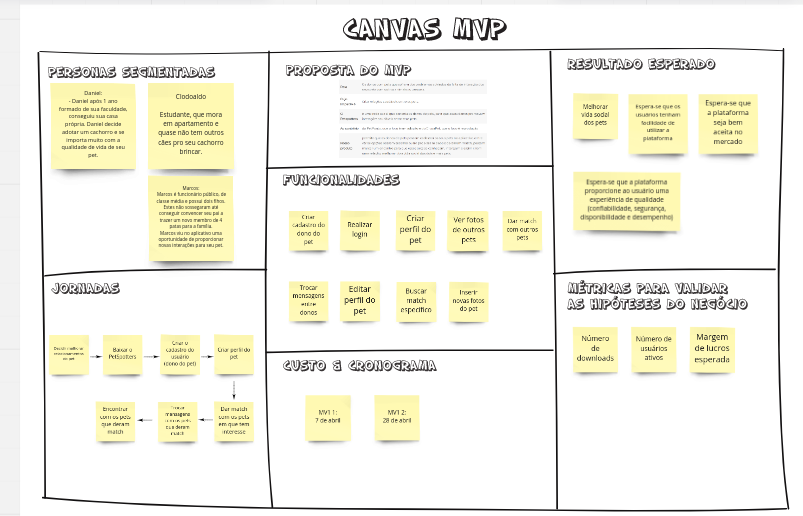 CANVAS MVP
PERSONAS SEGMENTADAS
Daniel:
- Daniel após 1 ano
formado de sua faculdade,
conseguiu sua casa
própria. Daniel decide
adotar um cachorro e se
importa muito com a
qualidade de vida de seu
pet.
Clodoaldo
Estudante, que mora
em apartamento e
quase não tem outros
cães pro seu cachorro
brincar.
Marcos:
Marcos é funcionário público, de
classe média e possui dois filhos.
Estes não sossegaram até
conseguir convencer seu pai a
trazer um novo membro de 4
patas para a família.
Marcos viu no aplicativo uma
oportunidade de proporcionar
novas interações para seu pet.
PROPOSTA DO MVP
RESULTADO ESPERADO
Melhorar
vida social
dos pets
Espera-se que os
usuários tenham
facilidade de
utilizar a
plataforma
Espera-se que
a plataforma
seja bem
aceita no
mercado
Espera-se que a plataforma
proporcione ao usuário uma
experiência de qualidade
(confiabilidade, segurança,
disponibilidade e desempenho)
FUNCIONALIDADES
Criar
cadastro do
dono do
pet
Realizar
login
Criar
perfil do
pet
Ver fotos
de outros
pets
Dar match
com outros
pets
Trocar
mensagens
entre
donos
Editar
perfil do
pet
Buscar
match
específico
Inserir
novas fotos
do pet
JORNADAS
Baixar o
PetSpotters
Criar o
cadastro do
usuário
(dono do pet)
Criar perfil do
pet
Dar match
com os pets
em que tem
interesse
Trocar
mensagens
com os pets
que deram
match
Encontrar
com os pets
que deram
match
CUSTO & CRONOGRAMA
MV1 1:
7 de abril
MV1 2:
28 de abril
MÉTRICAS PARA VALIDAR
AS HIPÓTESES DO NEGÓCIO
Número
de
downloads
Número de
usuários
ativos
Margem
de lucros
esperada